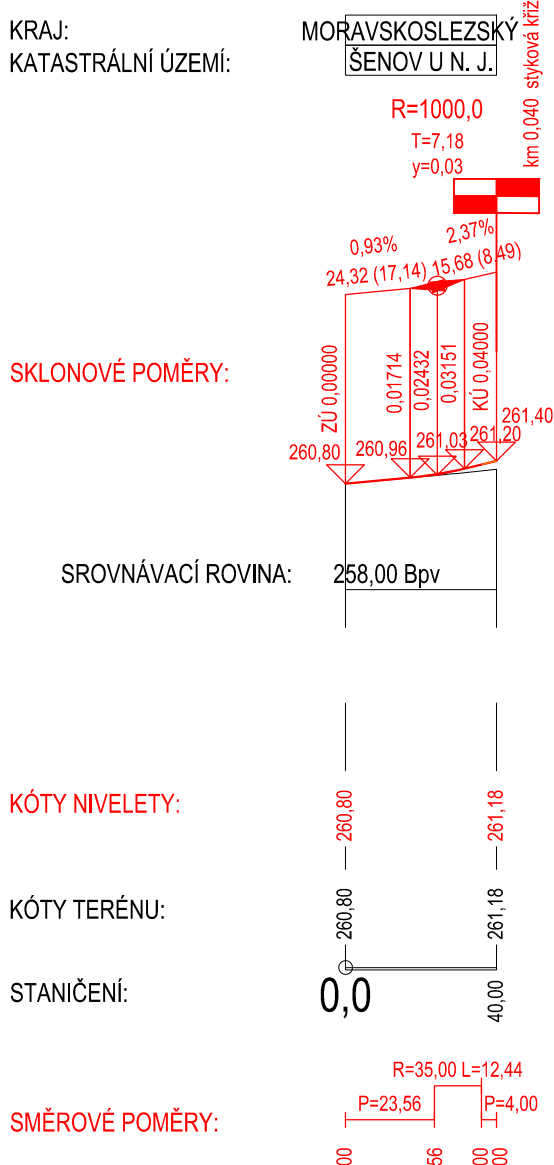 KRAJ: MORAVSKOSLEZSKÝ
KATASTRÁLNÍ ÚZEMÍ: ŠENOV U N. J.
km 0,040 styková křiž
R=1000,0
T=7,18
y=0,03
0,93% 2,37%
24,32 (17,14) 15,68 (8,49)
SKLONOVÉ POMĚRY:
ZÚ 0,00000
0,01714
0,02432
0,03151
KÚ 0,04000
260,80 260,96 261,03 261,20 261,40
SROVNÁVACÍ ROVINA: 258,00 Bpv
KÓTY NIVELETY: 260,80 261,18
KÓTY TERÉNU: 260,80 261,18
STANIČENÍ: 0,0 40,00
R=35,00 L=12,44
P=23,56 P=4,00
SMĚROVÉ POMĚRY:
00 56 00 00